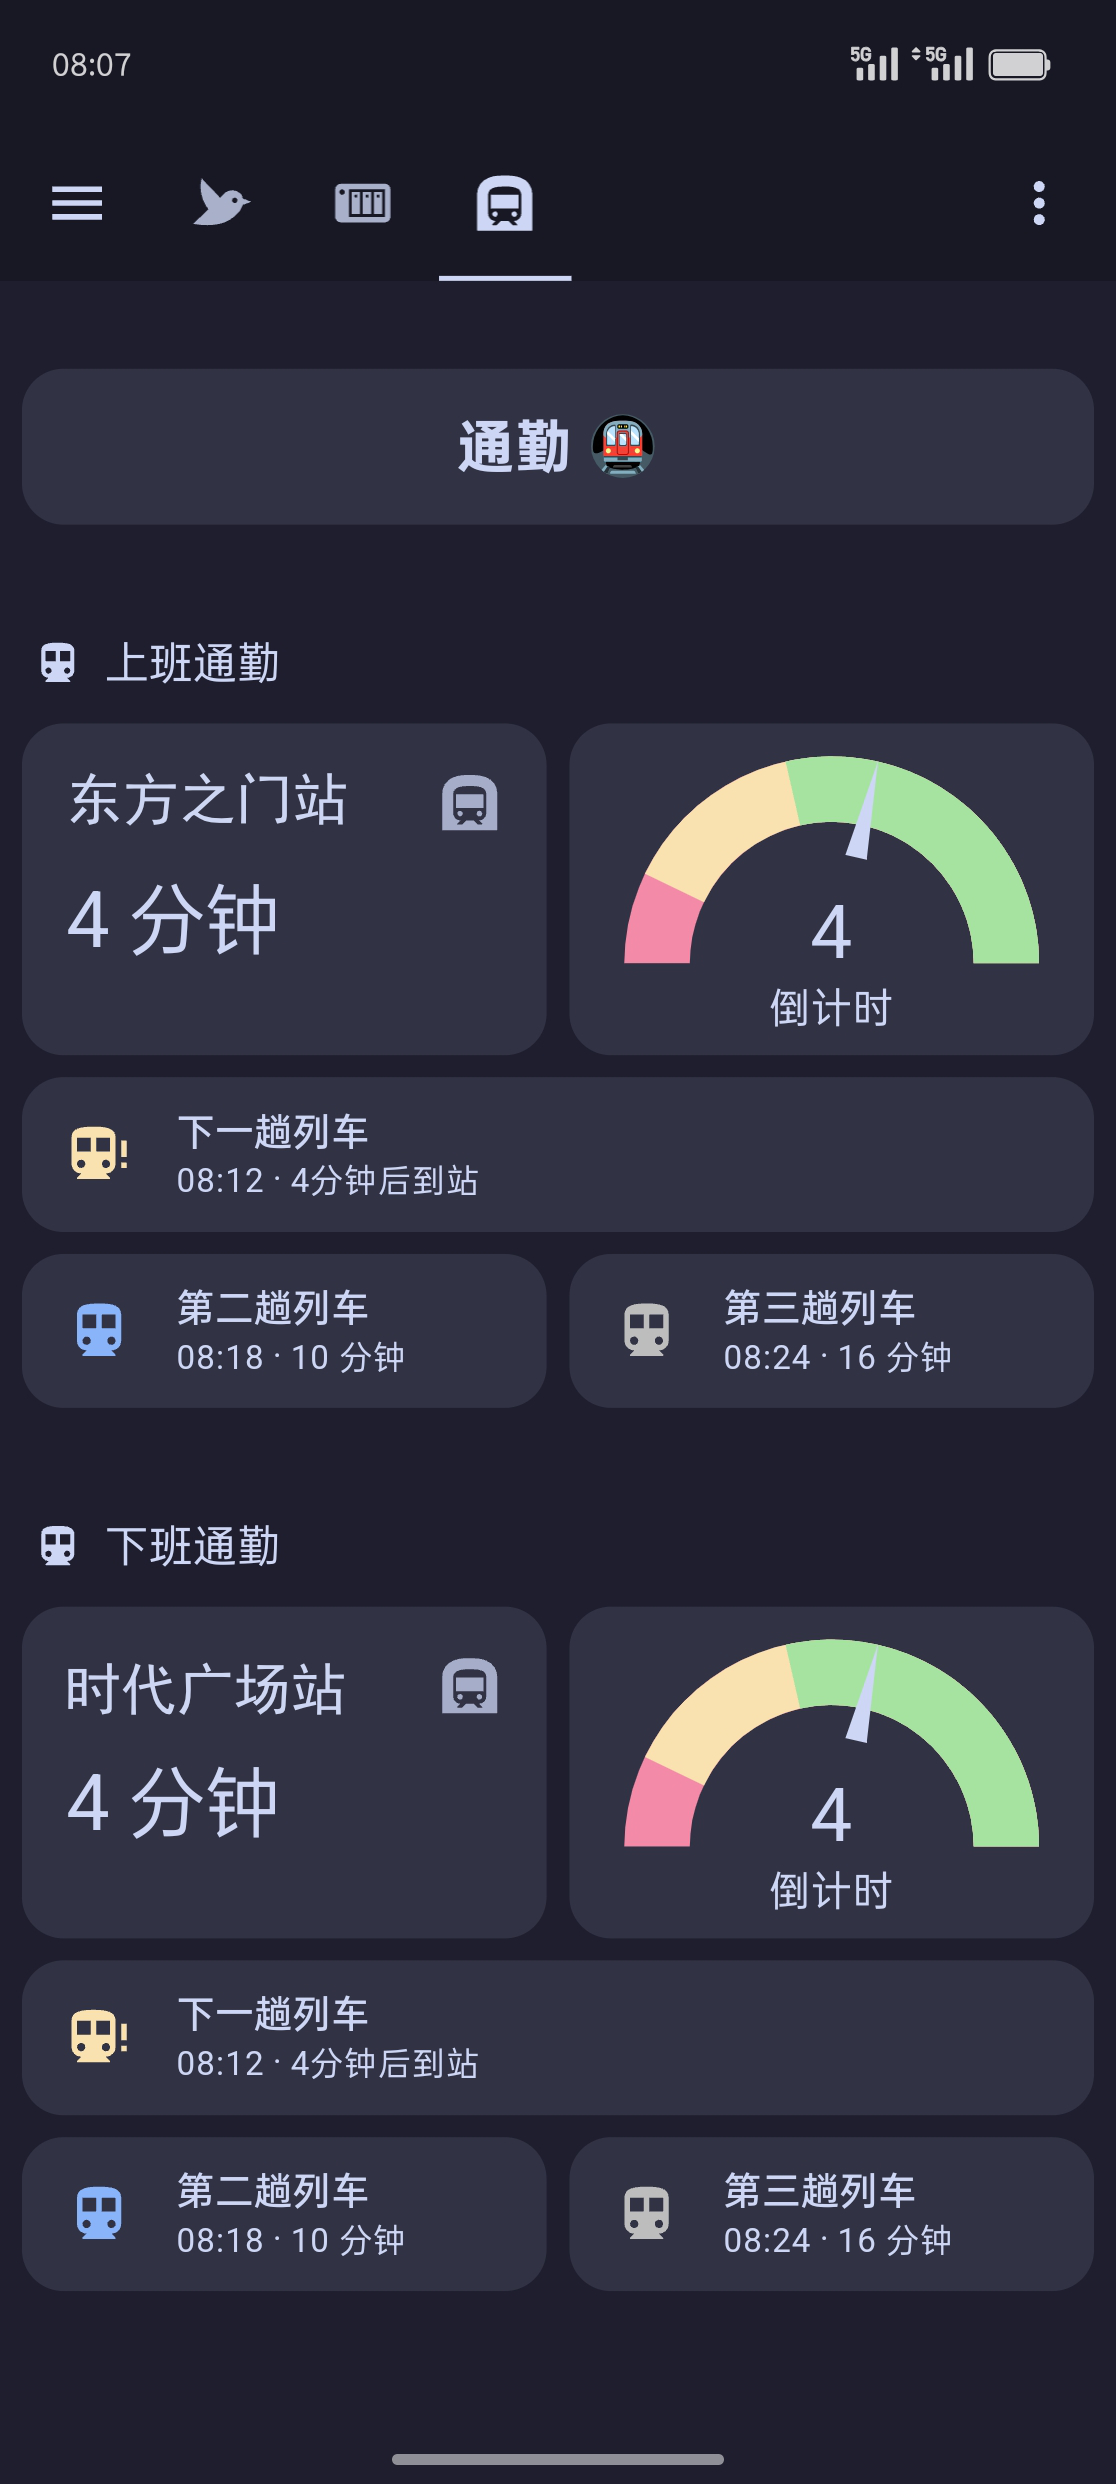 08:07
5G 5G
通勤
上班通勤
东方之门站
4 分钟
4
倒计时
下一趟列车
08:12 · 4分钟后到站
第二趟列车
08:18 · 10 分钟
第三趟列车
08:24 · 16 分钟
下班通勤
时代广场站
4 分钟
4
倒计时
下一趟列车
08:12 · 4分钟后到站
第二趟列车
08:18 · 10 分钟
第三趟列车
08:24 · 16 分钟